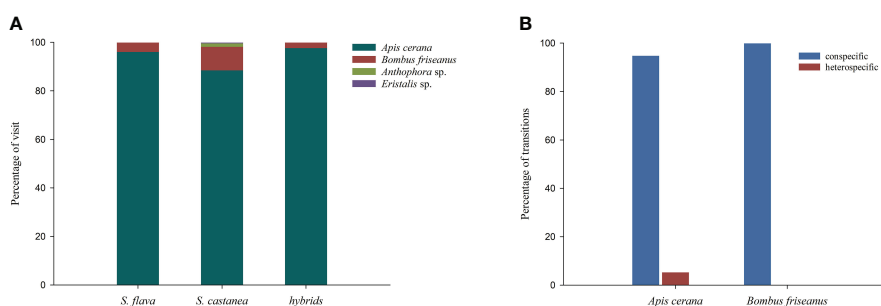 A
Percentage of visit
100
80
60
40
20
0
S. flava
S. castanea
hybrids
Apis cerana
Bombus friseanus
Anthophora sp.
Eristalis sp.
B
Percentage of transitions
100
80
60
40
20
0
Apis cerana
Bombus friseanus
conspecific
heterospecific